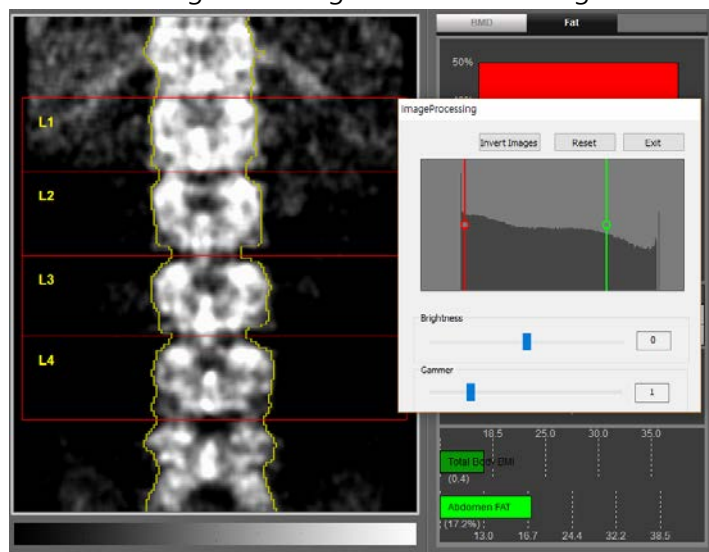 BMD Fat
50%
ImageProcessing
Invert Images Reset Exit
L1
L2
L3
L4
Brightness
0
Gammer
1
18.5 25.0 30.0 35.0
Total Body BMI
(0.4)
Abdomen FAT
(17.2%)
13.0 16.7 24.4 32.2 38.5